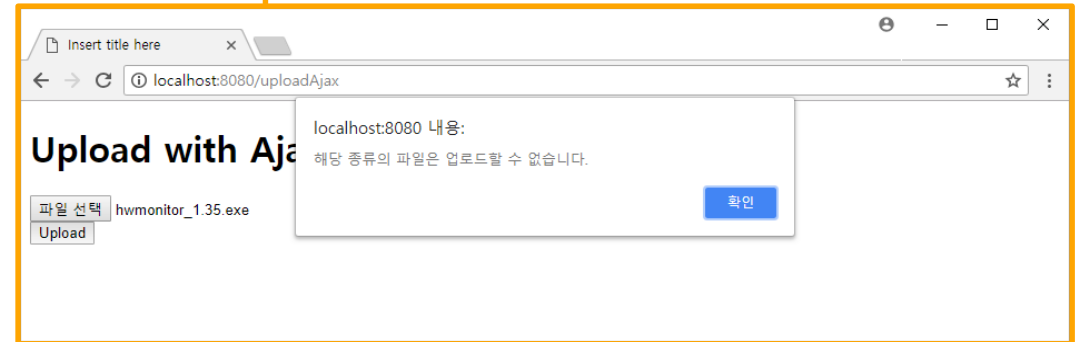 Insert title here
localhost:8080/uploadAjax
localhost:8080 내용:
해당 종류의 파일은 업로드할 수 없습니다.
확인
Upload with Aja
파일 선택 hwmonitor_1.35.exe
Upload